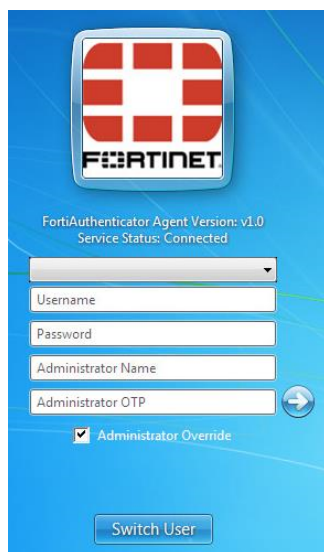 FORTINET
FortiAuthenticator Agent Version: v1.0
Service Status: Connected
Username
Password
Administrator Name
Administrator OTP
Administrator Override
Switch User